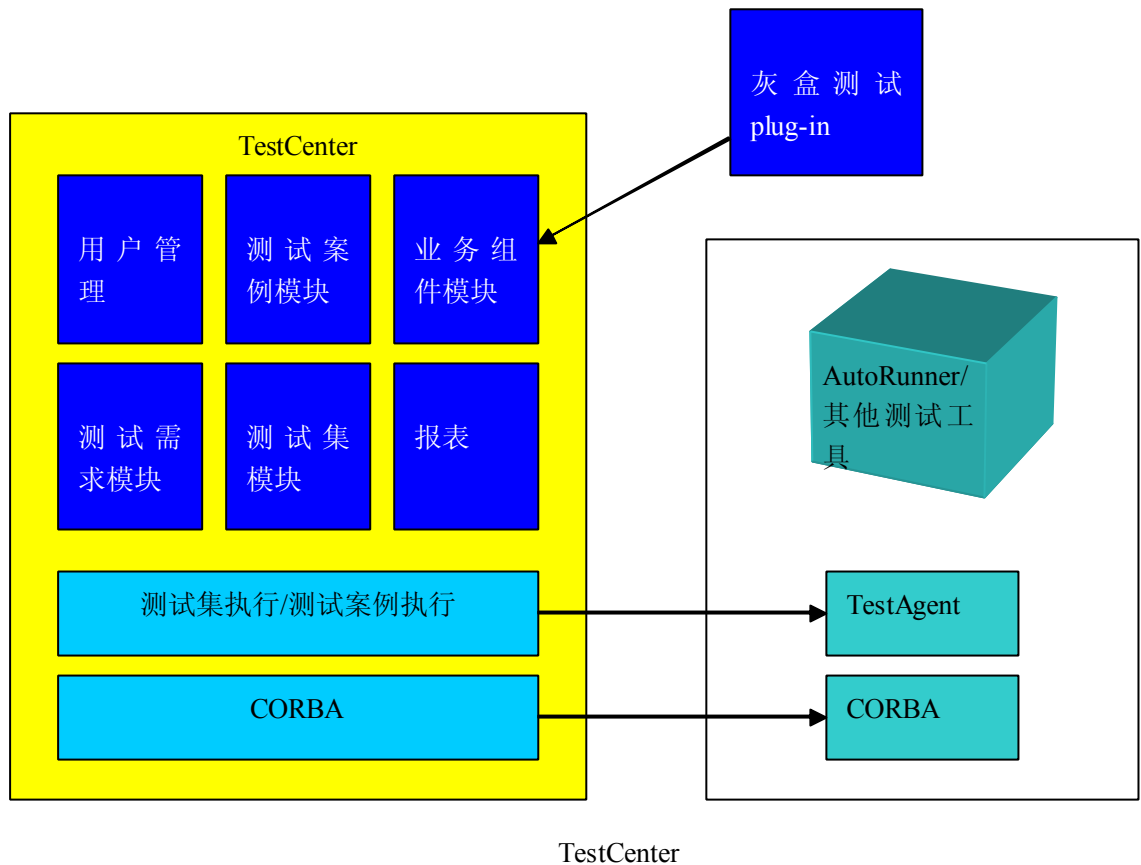 灰盒测试
plug-in
TestCenter
用户管
理
测试案
例模块
业务组
件模块
测试需
求模块
测试集
模块
报表
AutoRunner/
其他测试工
具
测试集执行/测试案例执行
TestAgent
CORBA
CORBA
TestCenter